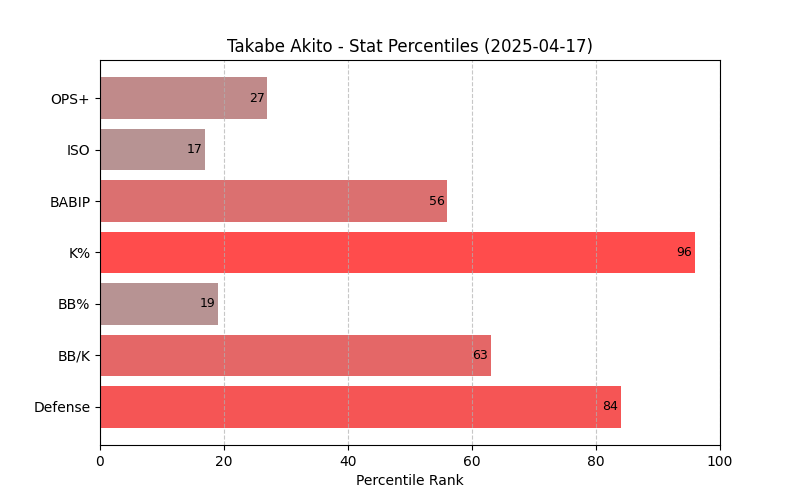 Takabe Akito - Stat Percentiles (2025-04-17)
OPS+ 27
ISO 17
BABIP 56
K% 96
BB% 19
BB/K 63
Defense 84
0 20 40 60 80 100
Percentile Rank